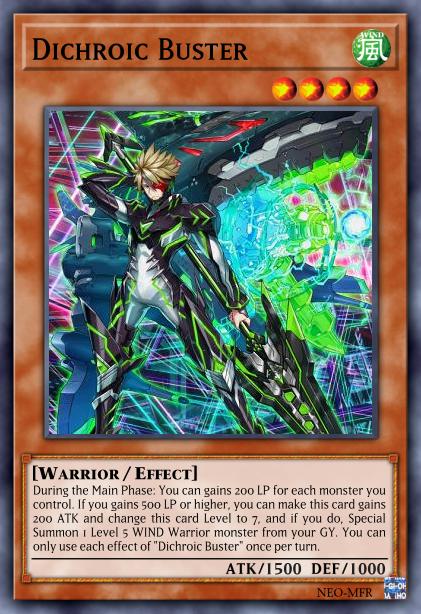 DICHROIC BUSTER
WIND
風
[WARRIOR / EFFECT]
During the Main Phase: You can gains 200 LP for each monster you
control. If you gains 500 LP or higher, you can make this card gains
200 ATK and change this card Level to 7, and if you do, Special
Summon 1 Level 5 WIND Warrior monster from your GY. You can
only use each effect of "Dichroic Buster" once per turn.
ATK/1500 DEF/1000
NEO-MFR